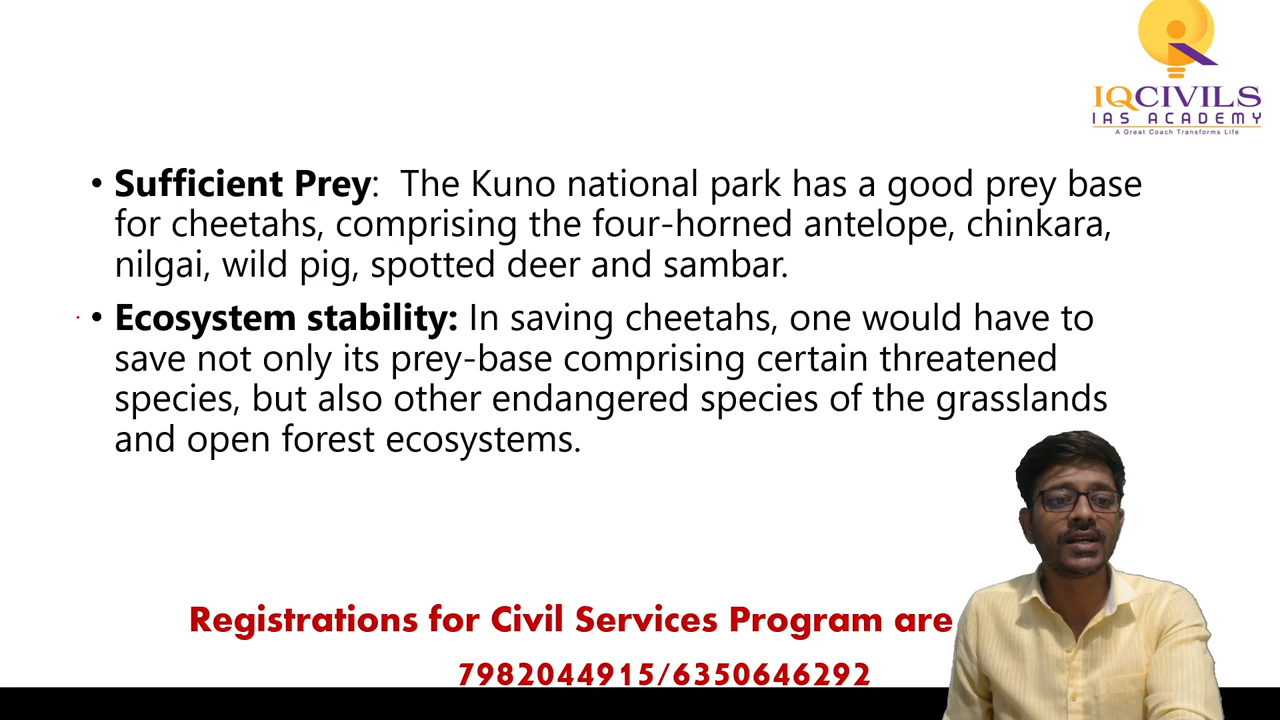 IQCIVILS
IAS ACADEMY
A Great Coach Transforms Life
• Sufficient Prey: The Kuno national park has a good prey base
for cheetahs, comprising the four-horned antelope, chinkara,
nilgai, wild pig, spotted deer and sambar.
• Ecosystem stability: In saving cheetahs, one would have to
save not only its prey-base comprising certain threatened
species, but also other endangered species of the grasslands
and open forest ecosystems.
Registrations for Civil Services Program are
7982044915/6350646292